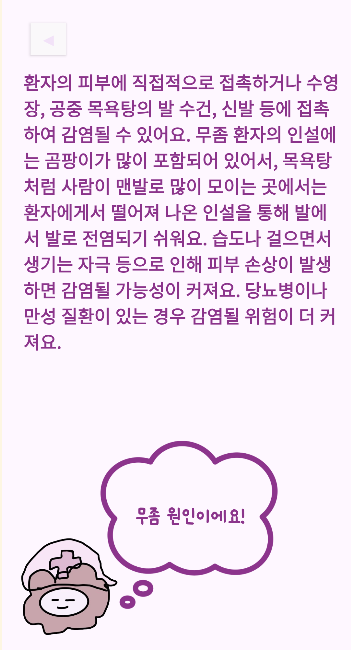 환자의 피부에 직접적으로 접촉하거나 수영
장, 공중 목욕탕의 발 수건, 신발 등에 접촉
하여 감염될 수 있어요. 무좀 환자의 인설에
는 곰팡이가 많이 포함되어 있어서, 목욕탕
처럼 사람이 맨발로 많이 모이는 곳에서는
환자에게서 떨어져 나온 인설을 통해 발에
서 발로 전염되기 쉬워요. 습도나 걸으면서
생기는 자극 등으로 인해 피부 손상이 발생
하면 감염될 가능성이 커져요. 당뇨병이나
만성 질환이 있는 경우 감염될 위험이 더 커
져요.
무좀 원인이에요!